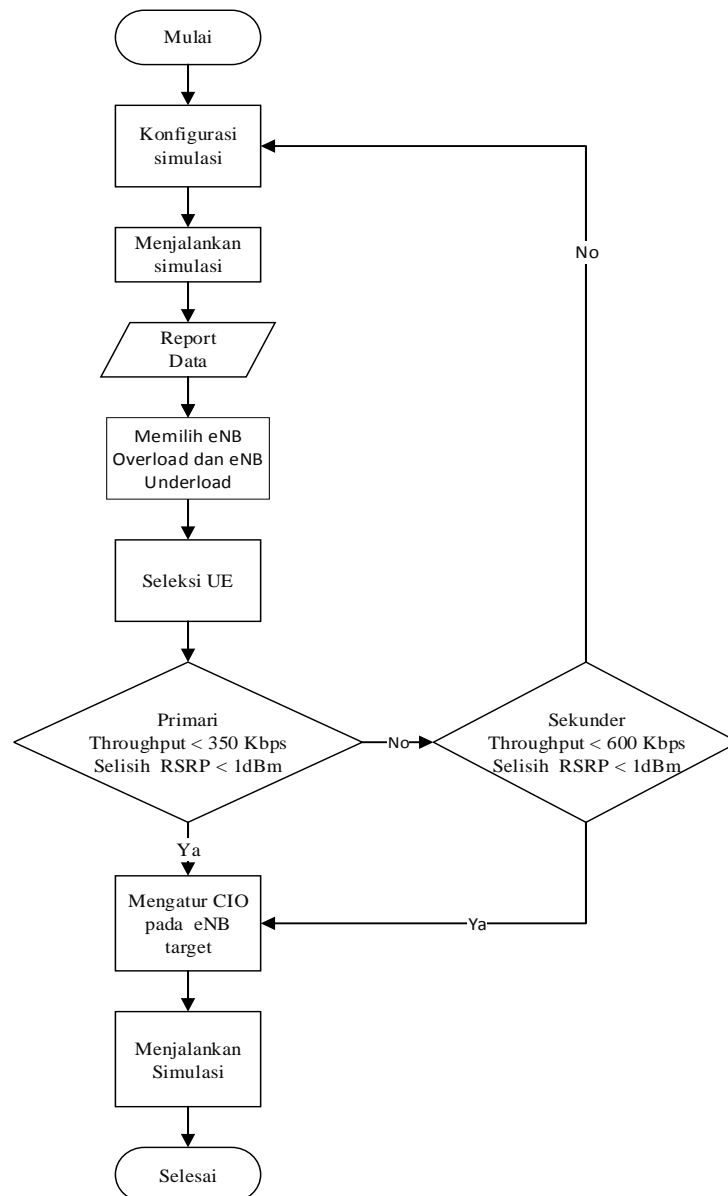 Mulai
Konfigurasi
simulasi
No
Menjalankan
simulasi
Report
Data
Memilih eNB
Overload dan eNB
Underload
Seleksi UE
Primari
Throughput < 350 Kbps
Selisih RSRP < 1dBm
No
Sekunder
Throughput < 600 Kbps
Selisih RSRP < 1dBm
Ya
Mengatur CIO
pada eNB
target
Ya
Menjalankan
Simulasi
Selesai